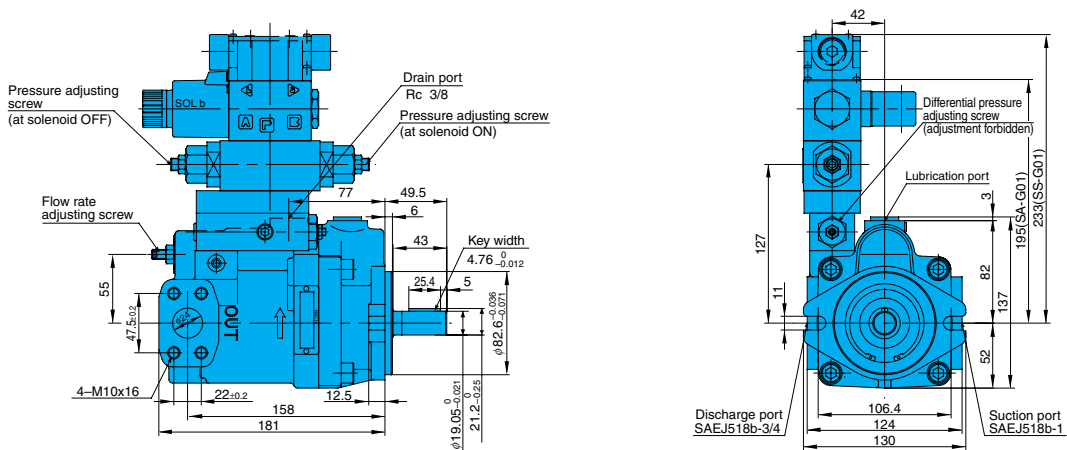 Pressure adjusting
screw
(at solenoid OFF)
SOL b
A P B
Drain port
Rc 3/8
Pressure adjusting screw
(at solenoid ON)
77
49.5
6
43
Flow rate
adjusting screw
Key width
4.76 0 -0.012
25.4
5
55
47.5±0.2
ø24
OUT
φ82.6 -0.036 -0.071
4–M10x16
22±0.2
12.5
158
181
φ19.05 0 -0.021
21.2 0 -0.25
42
Differential pressure
adjusting screw
(adjustment forbidden)
Lubrication port
3
195(SA-G01)
233(SS-G01)
127
11
82
137
52
Discharge port
SAEJ518b-3/4
106.4
124
130
Suction port
SAEJ518b-1